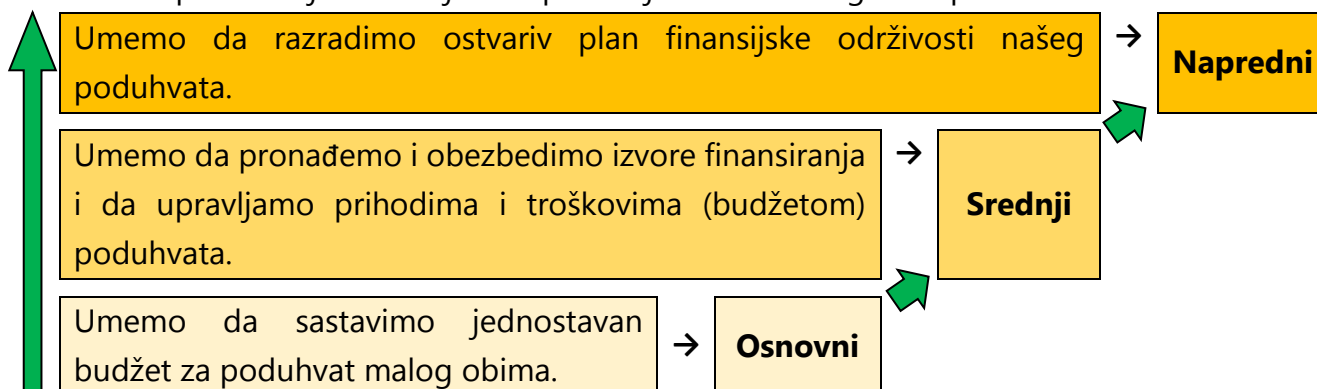 Umemo da razradimo ostvariv plan finansijske održivosti našeg
poduhvata.
→
Napredni
Umemo da pronađemo i obezbedimo izvore finansiranja
i da upravljamo prihodima i troškovima (budžetom)
poduhvata.
→
Srednji
Umemo da sastavimo jednostavan
budžet za poduhvat malog obima.
→
Osnovni